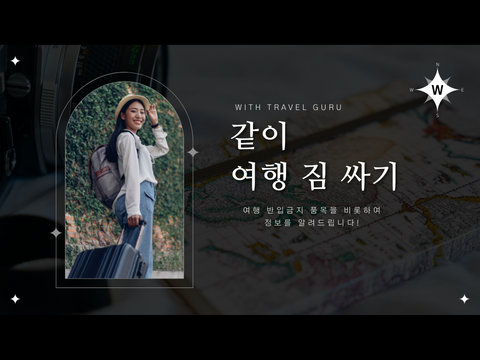 WITH TRAVEL GURU
같이
여행 짐 싸기
여행 반입금지 품목을 비롯하여
정보를 알려드립니다!
N
W
W
E
S